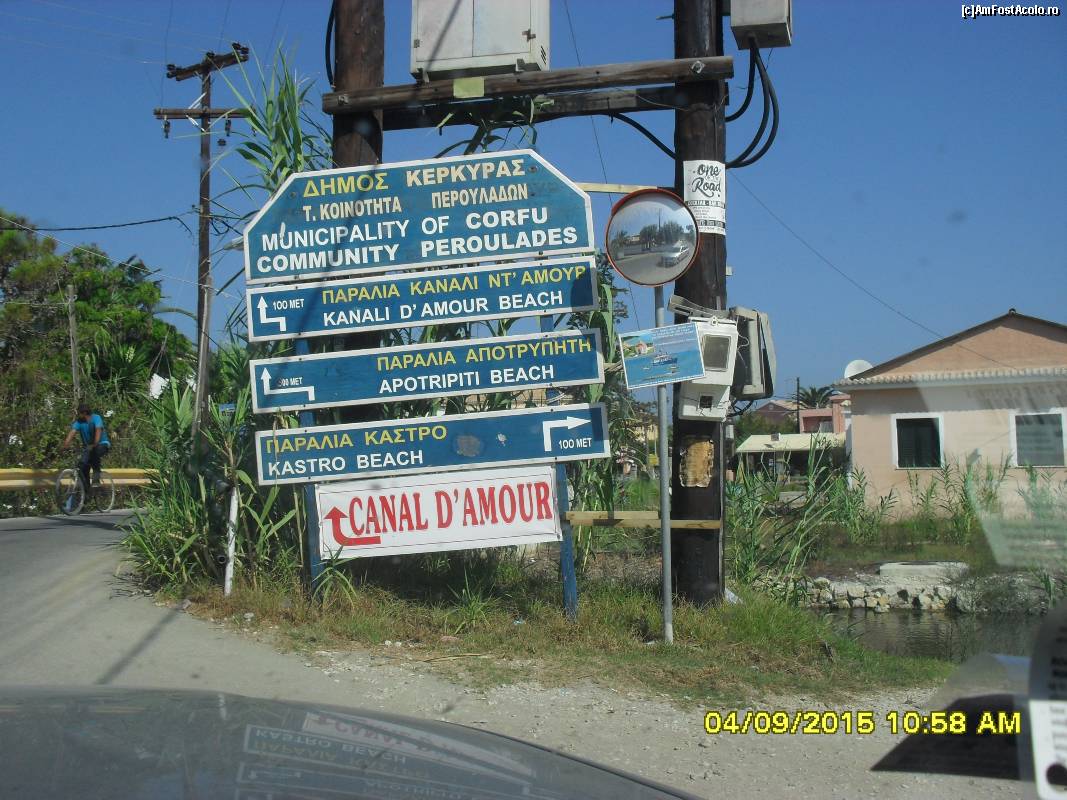 [c]AmFostAcolo.ro
ΔΗΜΟΣ ΚΕΡΚΥΡΑΣ
Τ. ΚΟΙΝΟΤΗΤΑ ΠΕΡΟΥΛΑΔΩΝ
MUNICIPALITY OF CORFU
COMMUNITY PEROULADES
one
Road
100 MET
ΠΑΡΑΛΙΑ ΚΑΝΑΛΙ ΝΤ' ΑΜΟΥΡ
KANALI D'AMOUR BEACH
ΠΑΡΑΛΙΑ ΑΠΟΤΡΥΠΗΤΗ
MET
APOTRIPITI BEACH
ΠΑΡΑΛΙΑ ΚΑΣΤΡΟ
KASTRO BEACH
100 MET
CANAL D'AMOUR
04/09/2015 10:58 AM